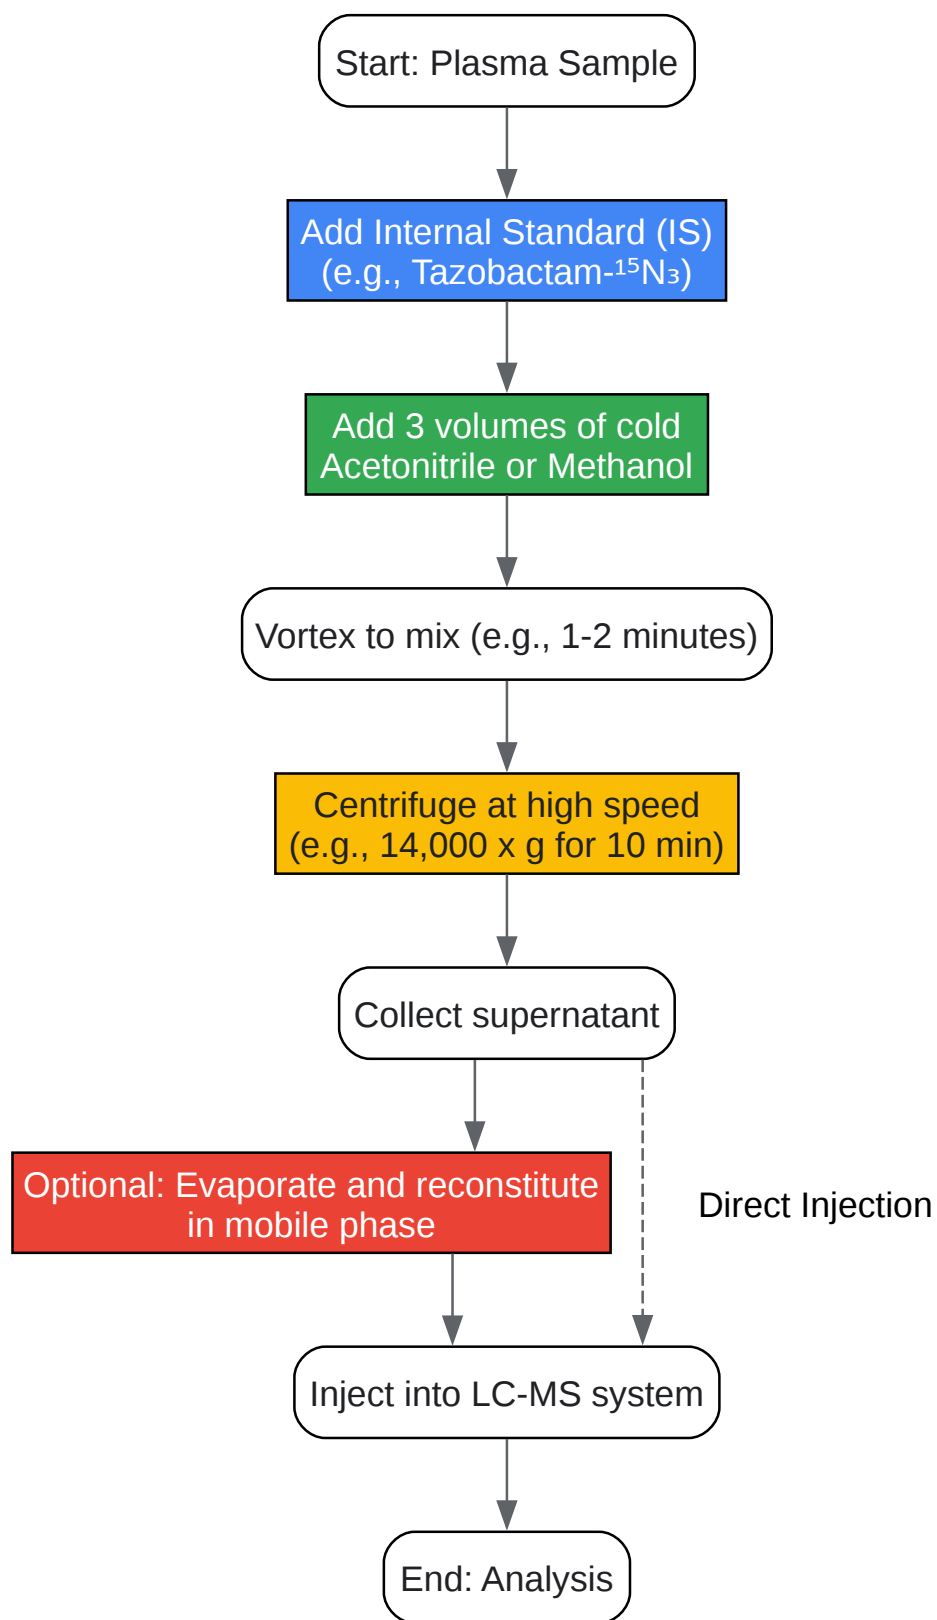 Start: Plasma Sample
Add Internal Standard (IS)
(e.g., Tazobactam-¹⁵N₃)
Add 3 volumes of cold
Acetonitrile or Methanol
Vortex to mix (e.g., 1-2 minutes)
Centrifuge at high speed
(e.g., 14,000 x g for 10 min)
Collect supernatant
Optional: Evaporate and reconstitute
in mobile phase
Direct Injection
Inject into LC-MS system
End: Analysis